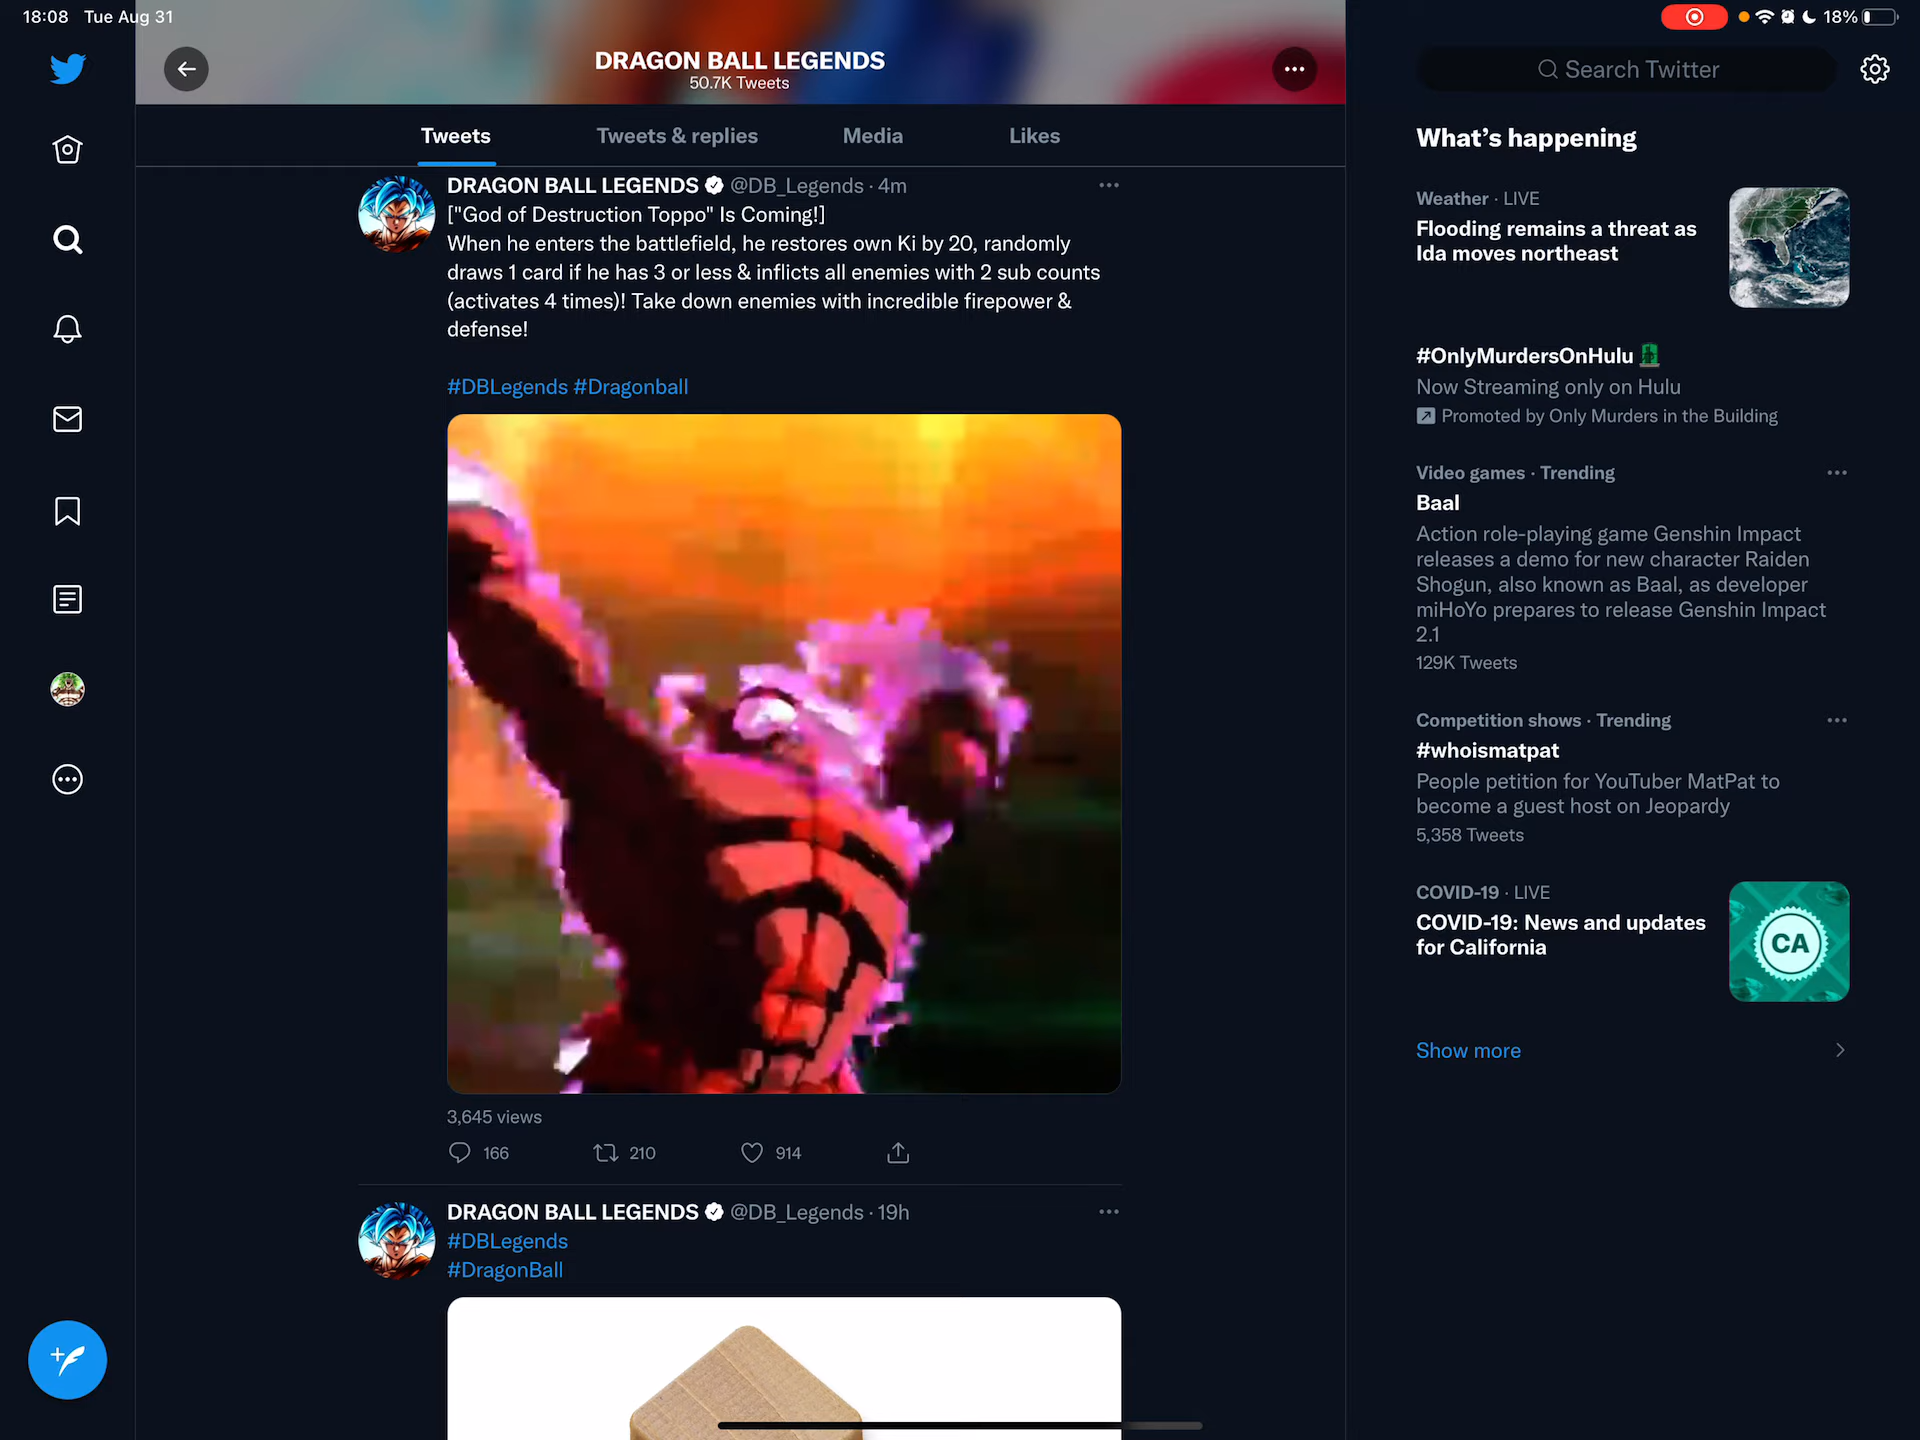 18:08 Tue Aug 31
18%
DRAGON BALL LEGENDS
50.7K Tweets
Tweets
Tweets & replies
Media
Likes
DRAGON BALL LEGENDS @DB_Legends · 4m
["God of Destruction Toppo" Is Coming!]
When he enters the battlefield, he restores own Ki by 20, randomly
draws 1 card if he has 3 or less & inflicts all enemies with 2 sub counts
(activates 4 times)! Take down enemies with incredible firepower &
defense!
#DBLegends #Dragonball
3,645 views
166
210
914
DRAGON BALL LEGENDS @DB_Legends · 19h
#DBLegends
#DragonBall
Search Twitter
What's happening
Weather · LIVE
Flooding remains a threat as
Ida moves northeast
#OnlyMurdersOnHulu
Now Streaming only on Hulu
Promoted by Only Murders in the Building
Video games · Trending
Baal
Action role-playing game Genshin Impact
releases a demo for new character Raiden
Shogun, also known as Baal, as developer
miHoYo prepares to release Genshin Impact
2.1
129K Tweets
Competition shows · Trending
#whoismatpat
People petition for YouTuber MatPat to
become a guest host on Jeopardy
5,358 Tweets
COVID-19 · LIVE
COVID-19: News and updates
for California
CA
Show more